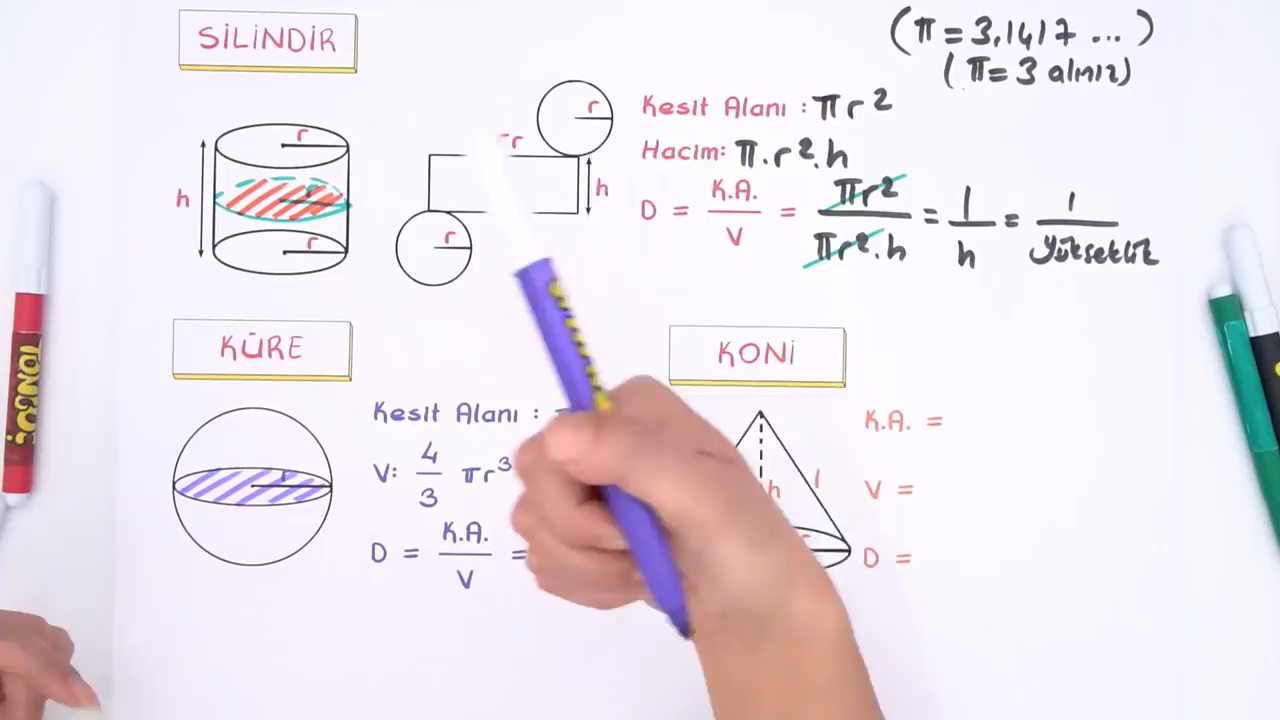 SİLİNDİR
(π = 3,1417 ...)
(π = 3 alınız)
r
r
h
r
r
r
h
r
Kesit Alanı : πr²
Hacim: π.r².h
D = K.A. / V = πr² / πr².h = 1 / h = 1 / Yükseklik
KÜRE
r
Kesit Alanı :
V: 4/3 πr³
D = K.A. / V =
KONİ
h
l
K.A. =
V =
D =
TONGUÇ